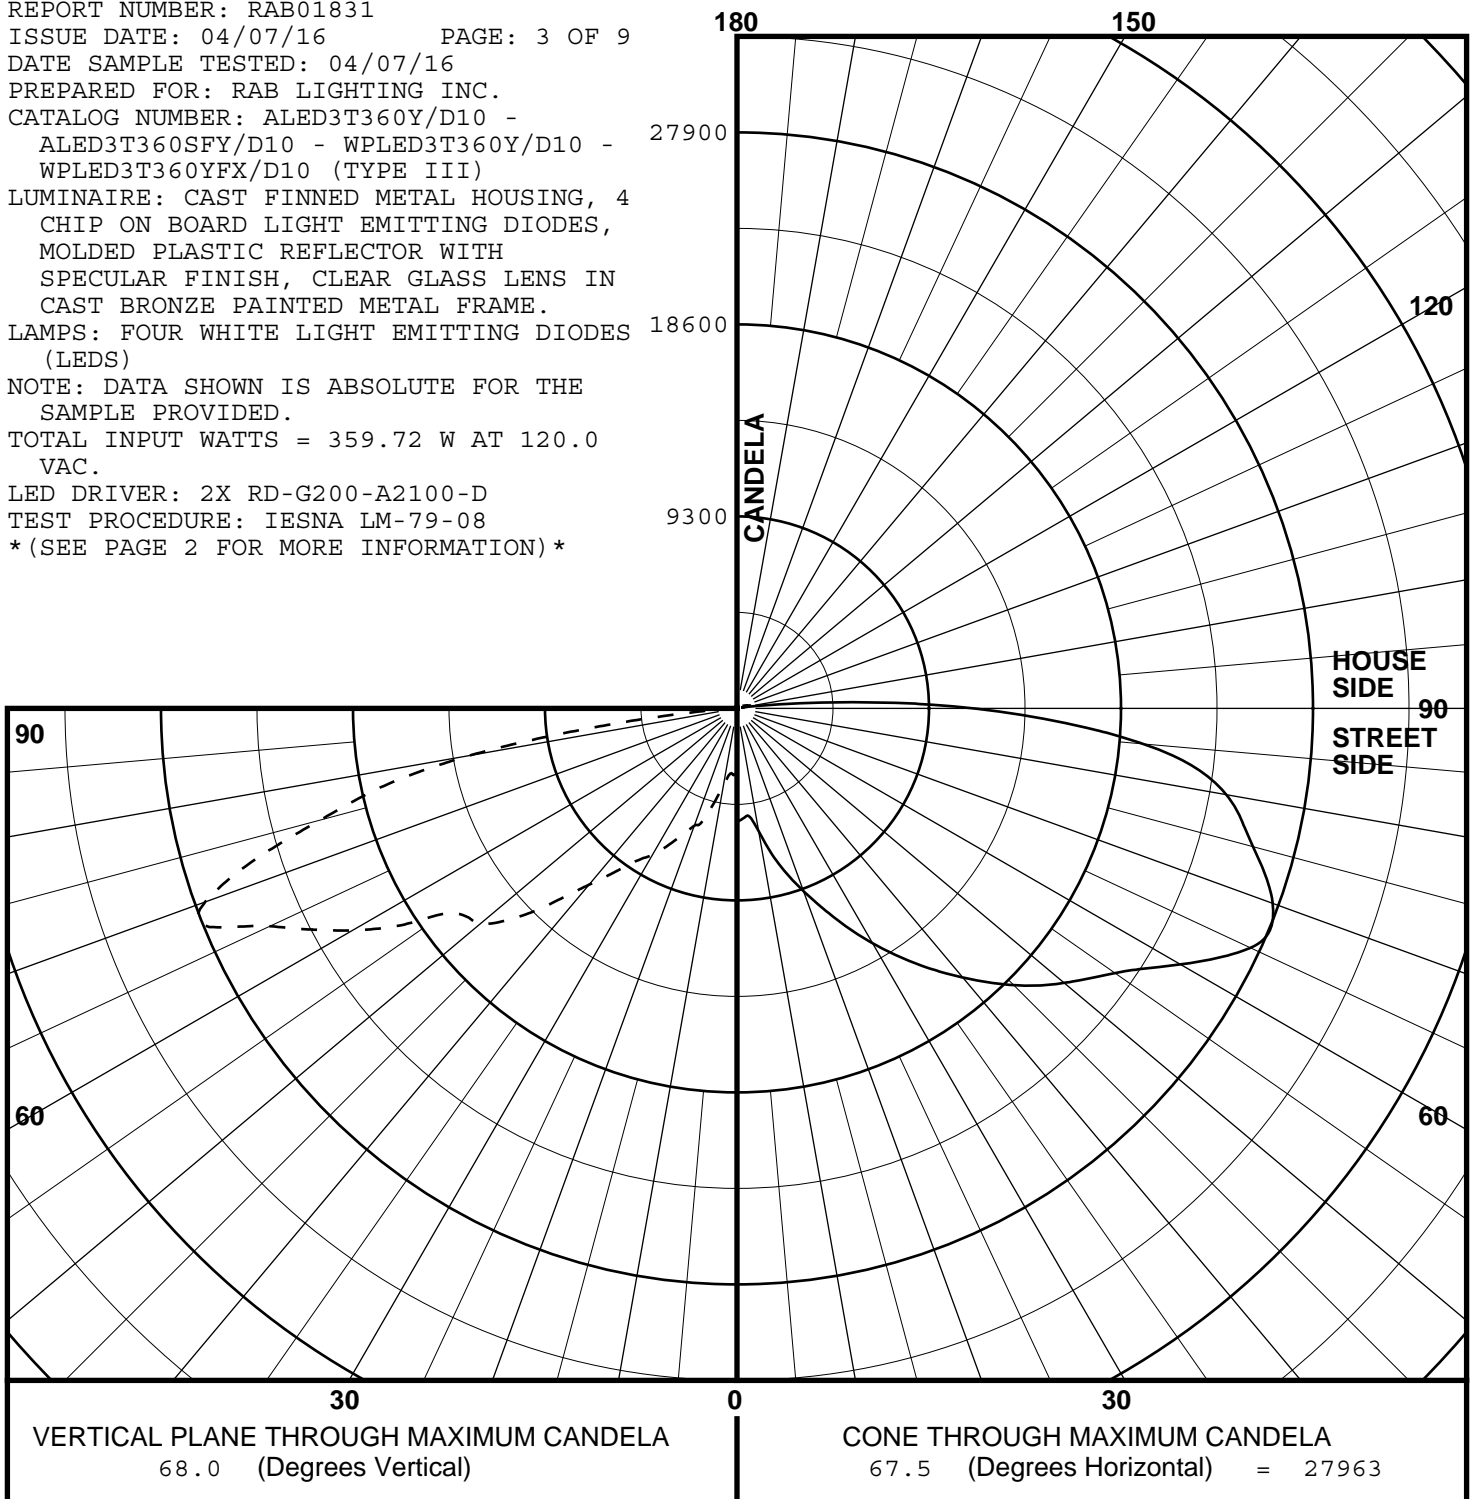 REPORT NUMBER: RAB01831
ISSUE DATE: 04/07/16 PAGE: 3 OF 9
DATE SAMPLE TESTED: 04/07/16
PREPARED FOR: RAB LIGHTING INC.
CATALOG NUMBER: ALED3T360Y/D10 -
ALED3T360SFY/D10 - WPLED3T360Y/D10 -
WPLED3T360YFX/D10 (TYPE III)
LUMINAIRE: CAST FINNED METAL HOUSING, 4
CHIP ON BOARD LIGHT EMITTING DIODES,
MOLDED PLASTIC REFLECTOR WITH
SPECULAR FINISH, CLEAR GLASS LENS IN
CAST BRONZE PAINTED METAL FRAME.
LAMPS: FOUR WHITE LIGHT EMITTING DIODES
(LEDS)
NOTE: DATA SHOWN IS ABSOLUTE FOR THE
SAMPLE PROVIDED.
TOTAL INPUT WATTS = 359.72 W AT 120.0
VAC.
LED DRIVER: 2X RD-G200-A2100-D
TEST PROCEDURE: IESNA LM-79-08
*(SEE PAGE 2 FOR MORE INFORMATION)*
180
150
27900
120
18600
CANDELA
9300
HOUSE
SIDE
90
90
STREET
SIDE
60
60
30
0
30
VERTICAL PLANE THROUGH MAXIMUM CANDELA
68.0 (Degrees Vertical)
CONE THROUGH MAXIMUM CANDELA
67.5 (Degrees Horizontal) = 27963